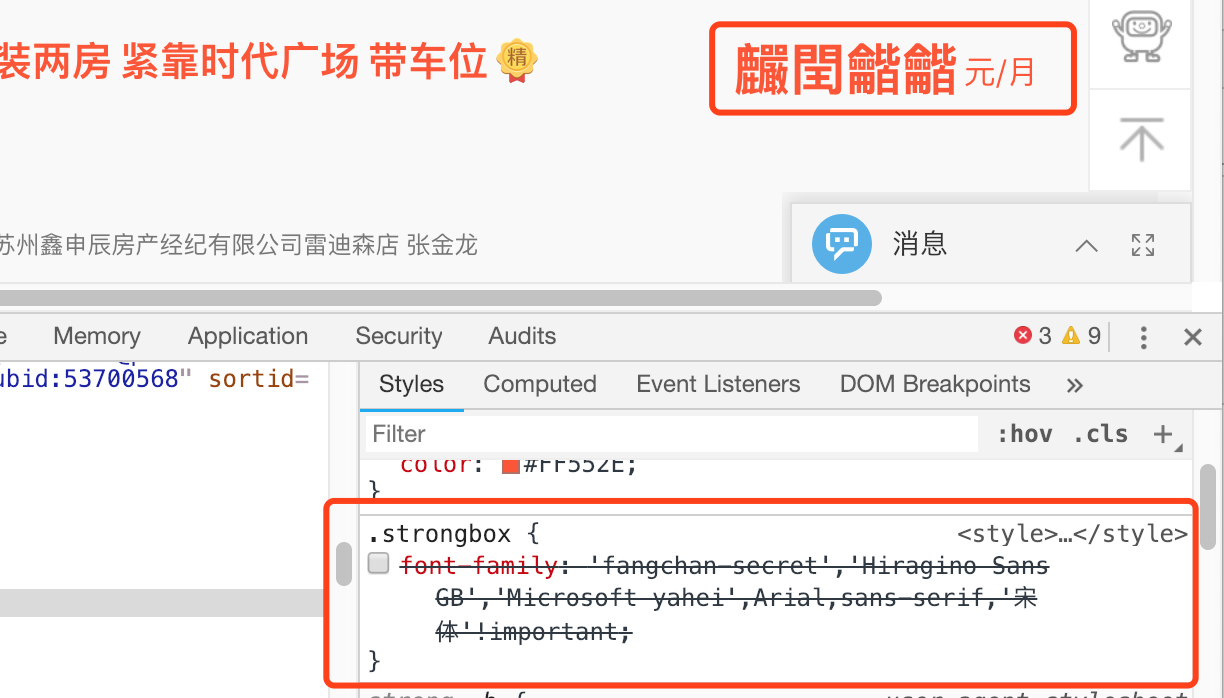 装两房 紧靠时代广场 带车位 精
麣閏龤龤 元/月
苏州鑫申辰房产经纪有限公司雷迪森店 张金龙
消息
e Memory Application Security Audits 3 9
ubid:53700568" sortid=
Styles Computed Event Listeners DOM Breakpoints »
Filter :hov .cls +
color: #FF552E;
}
.strongbox { <style>…</style>
font-family: 'fangchan-secret','Hiragino Sans
GB','Microsoft yahei',Arial,sans-serif,'宋
体'!important;
}